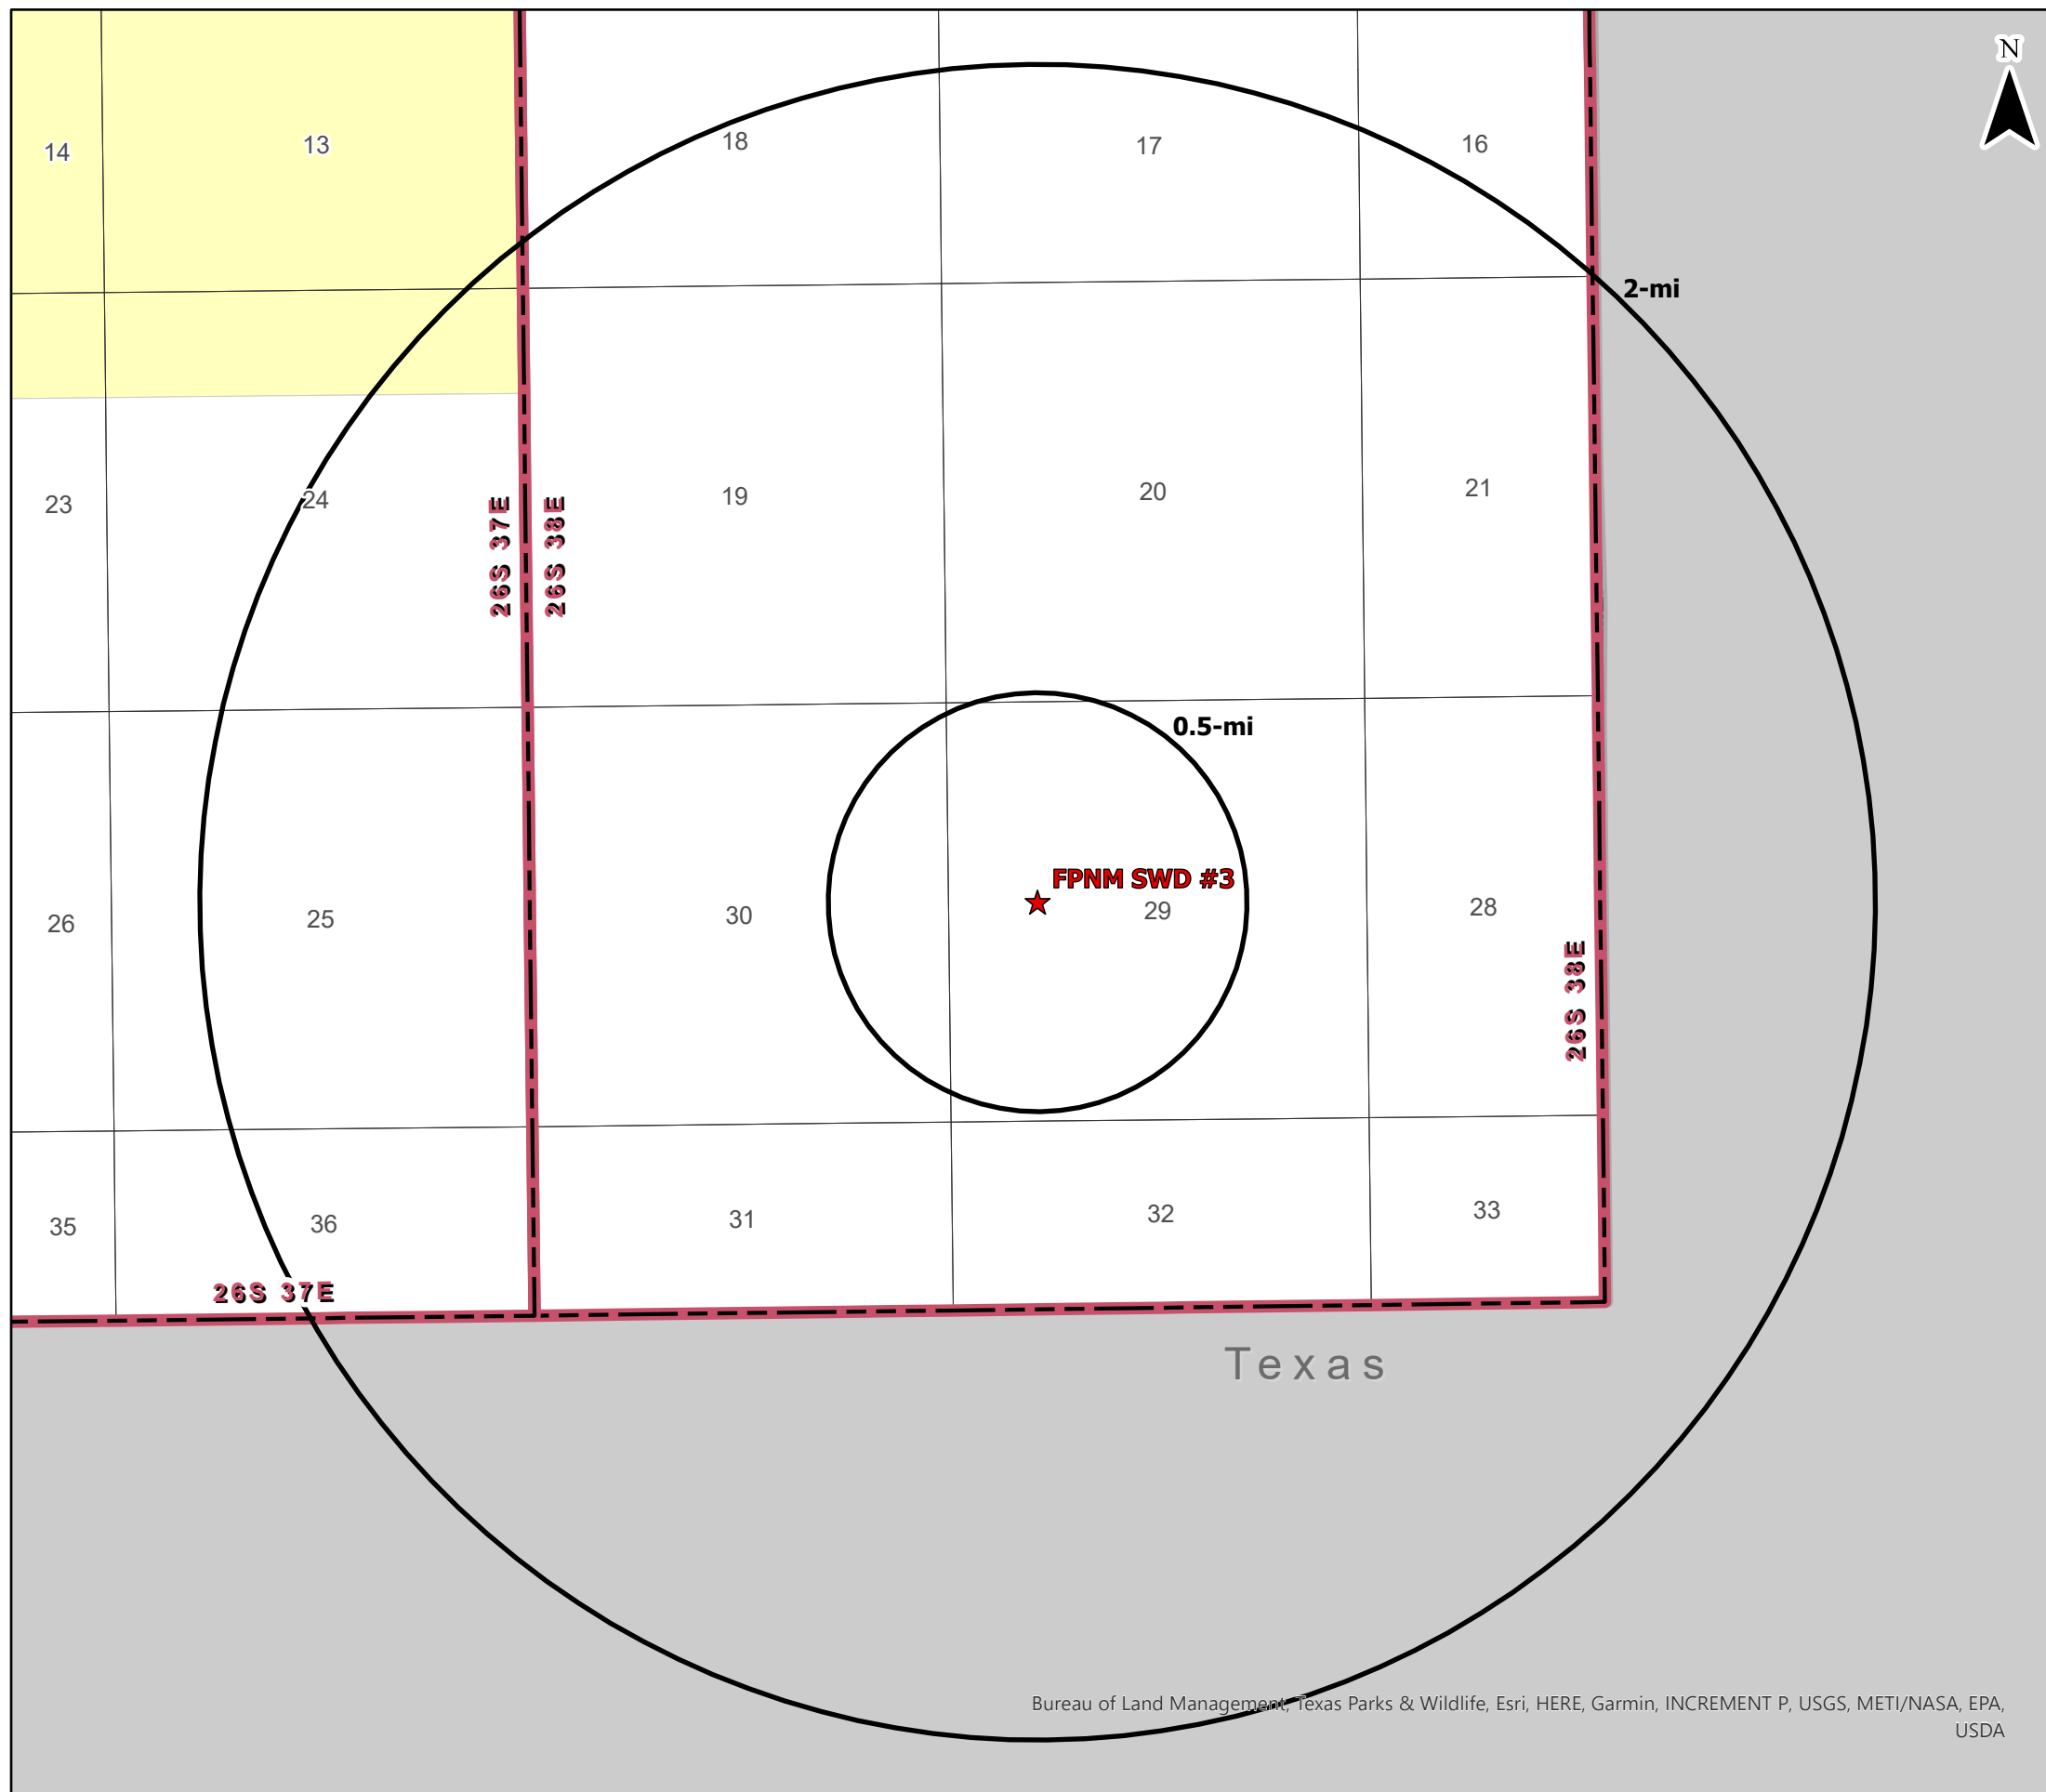 N
14
13
18
17
16
2-mi
23
24
26S 37E
26S 38E
19
20
21
0.5-mi
FPNM SWD #3
26
25
30
29
28
26S 38E
35
36
31
32
33
26S 37E
Texas
Bureau of Land Management, Texas Parks & Wildlife, Esri, HERE, Garmin, INCREMENT P, USGS, METI/NASA, EPA,
USDA